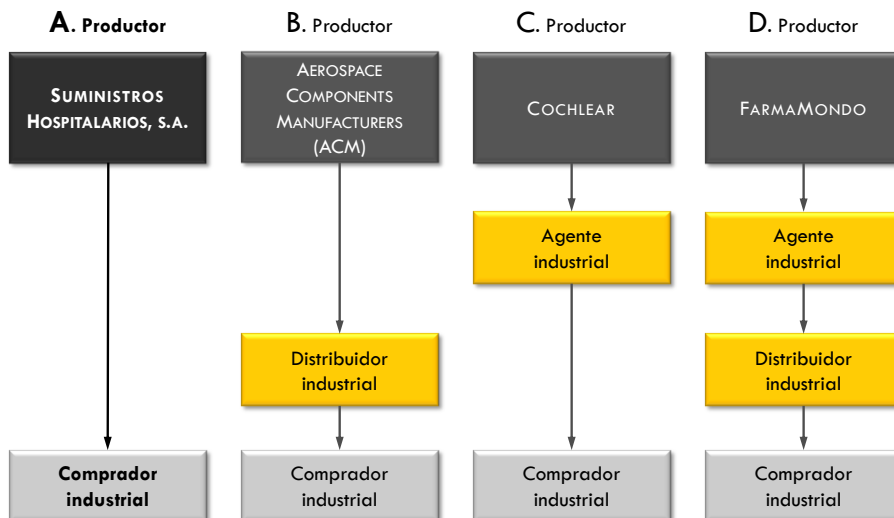 A. Productor
B. Productor
C. Productor
D. Productor
SUMINISTROS
HOSPITALARIOS, S.A.
AEROSPACE
COMPONENTS
MANUFACTURERS
(ACM)
COCHLEAR
FARMAMONDO
Agente
industrial
Agente
industrial
Distribuidor
industrial
Distribuidor
industrial
Comprador
industrial
Comprador
industrial
Comprador
industrial
Comprador
industrial